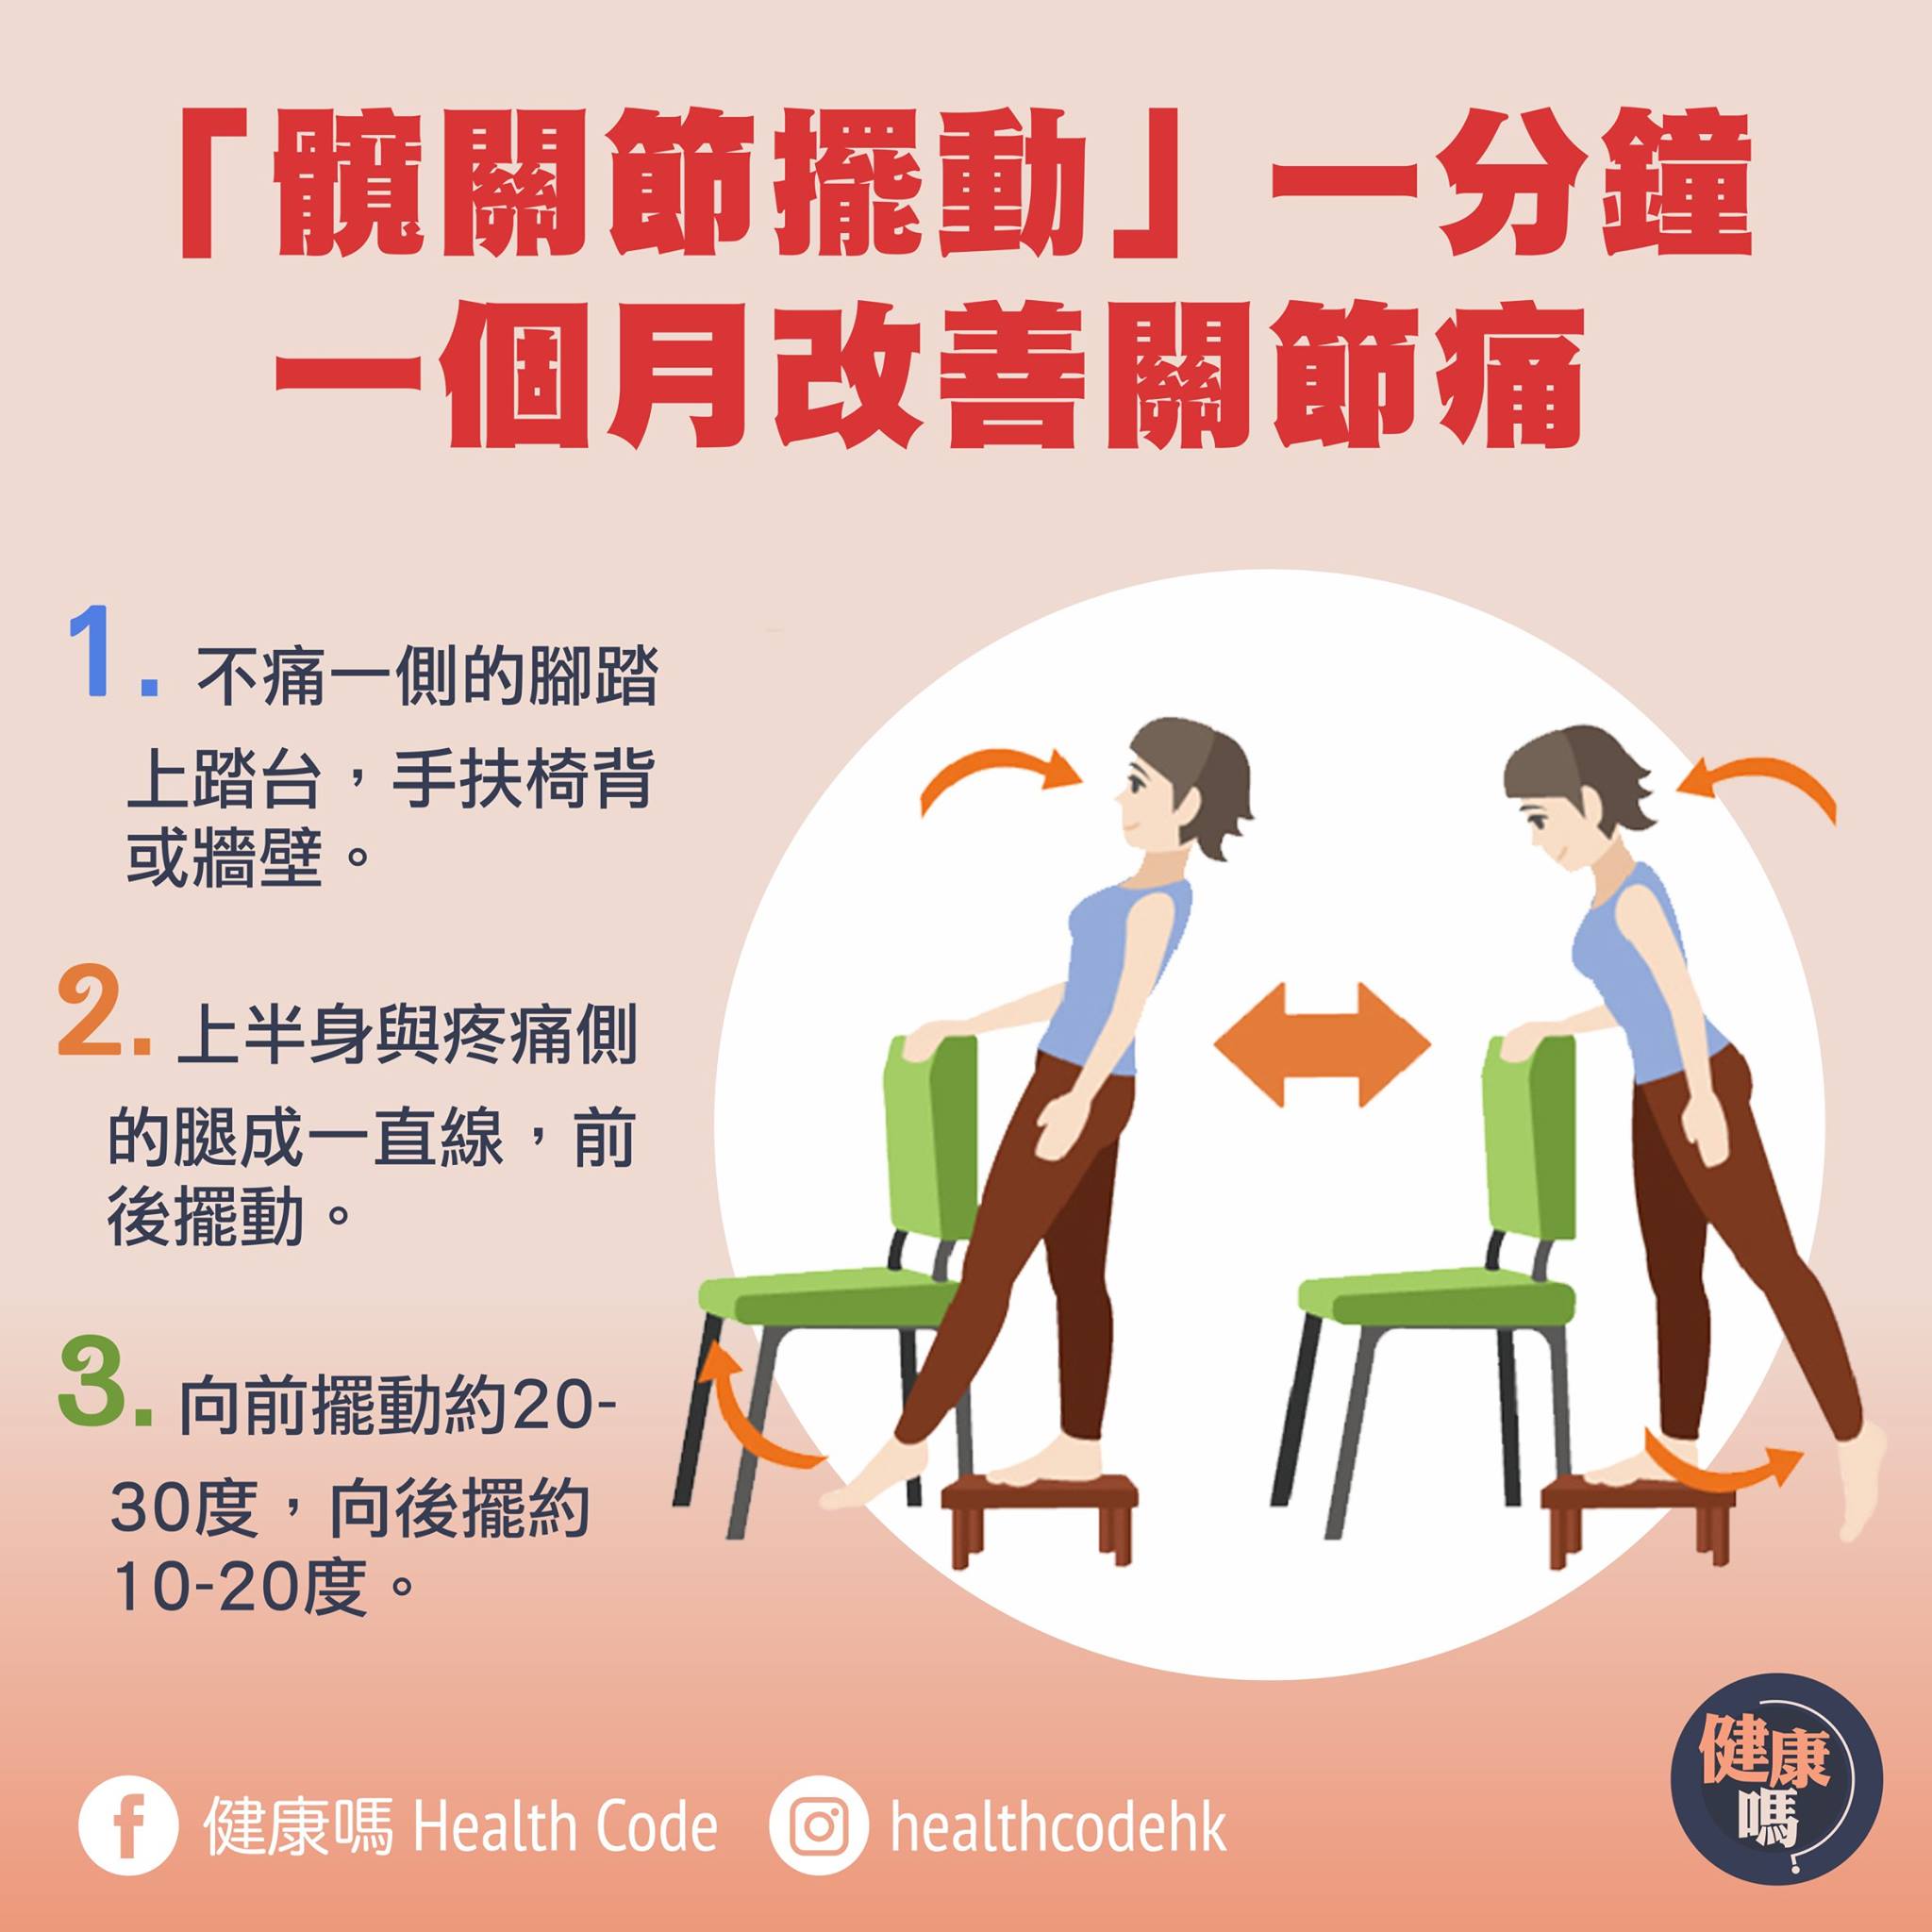 「髖關節擺動」一分鐘
一個月改善關節痛
1. 不痛一側的腳踏
上踏台，手扶椅背
或牆壁。
2. 上半身與疼痛側
的腿成一直線，前
後擺動。
3. 向前擺動約20-
30度，向後擺約
10-20度。
健康嗎 Health Code
healthcodehk
健康
嗎?